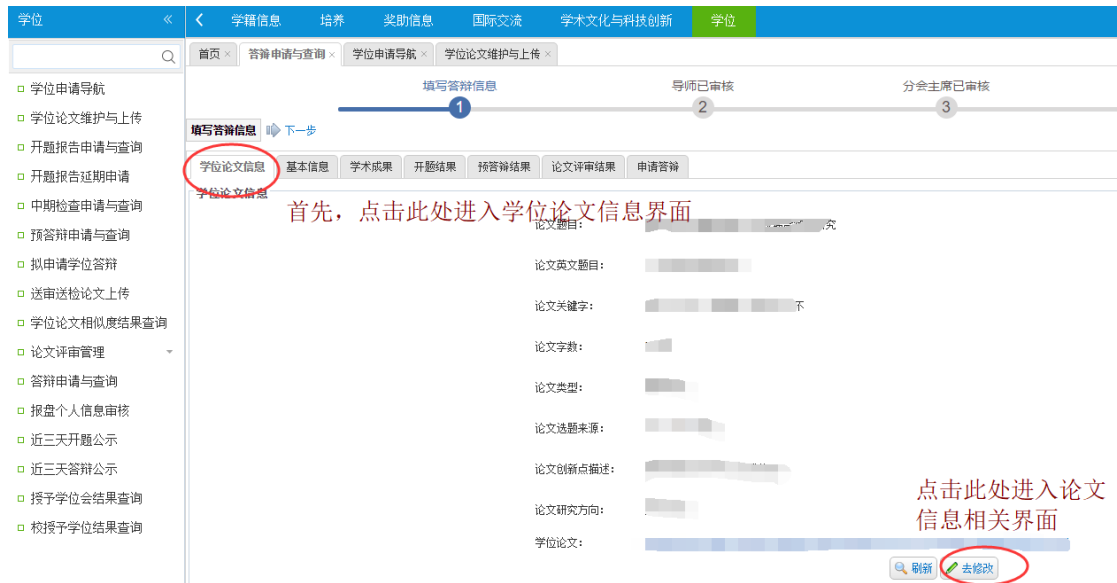 学位
学籍信息 培养 奖助信息 国际交流 学术文化与科技创新 学位
首页 答辩申请与查询 学位申请导航 学位论文维护与上传
学位申请导航
学位论文维护与上传
开题报告申请与查询
开题报告延期申请
中期检查申请与查询
预答辩申请与查询
拟申请学位答辩
送审送检论文上传
学位论文相似度结果查询
论文评审管理
答辩申请与查询
报盘个人信息审核
近三天开题公示
近三天答辩公示
授予学位会结果查询
校授予学位结果查询
填写答辩信息 导师已审核 分会主席已审核
1 2 3
填写答辩信息 下一步
学位论文信息 基本信息 学术成果 开题结果 预答辩结果 论文评审结果 申请答辩
学位论文信息
首先，点击此处进入学位论文信息界面
论文题目： 究
论文英文题目：
论文关键字： 不
论文字数：
论文类型：
论文选题来源：
论文创新点描述：
论文研究方向：
学位论文：
点击此处进入论文
信息相关界面
刷新 去修改